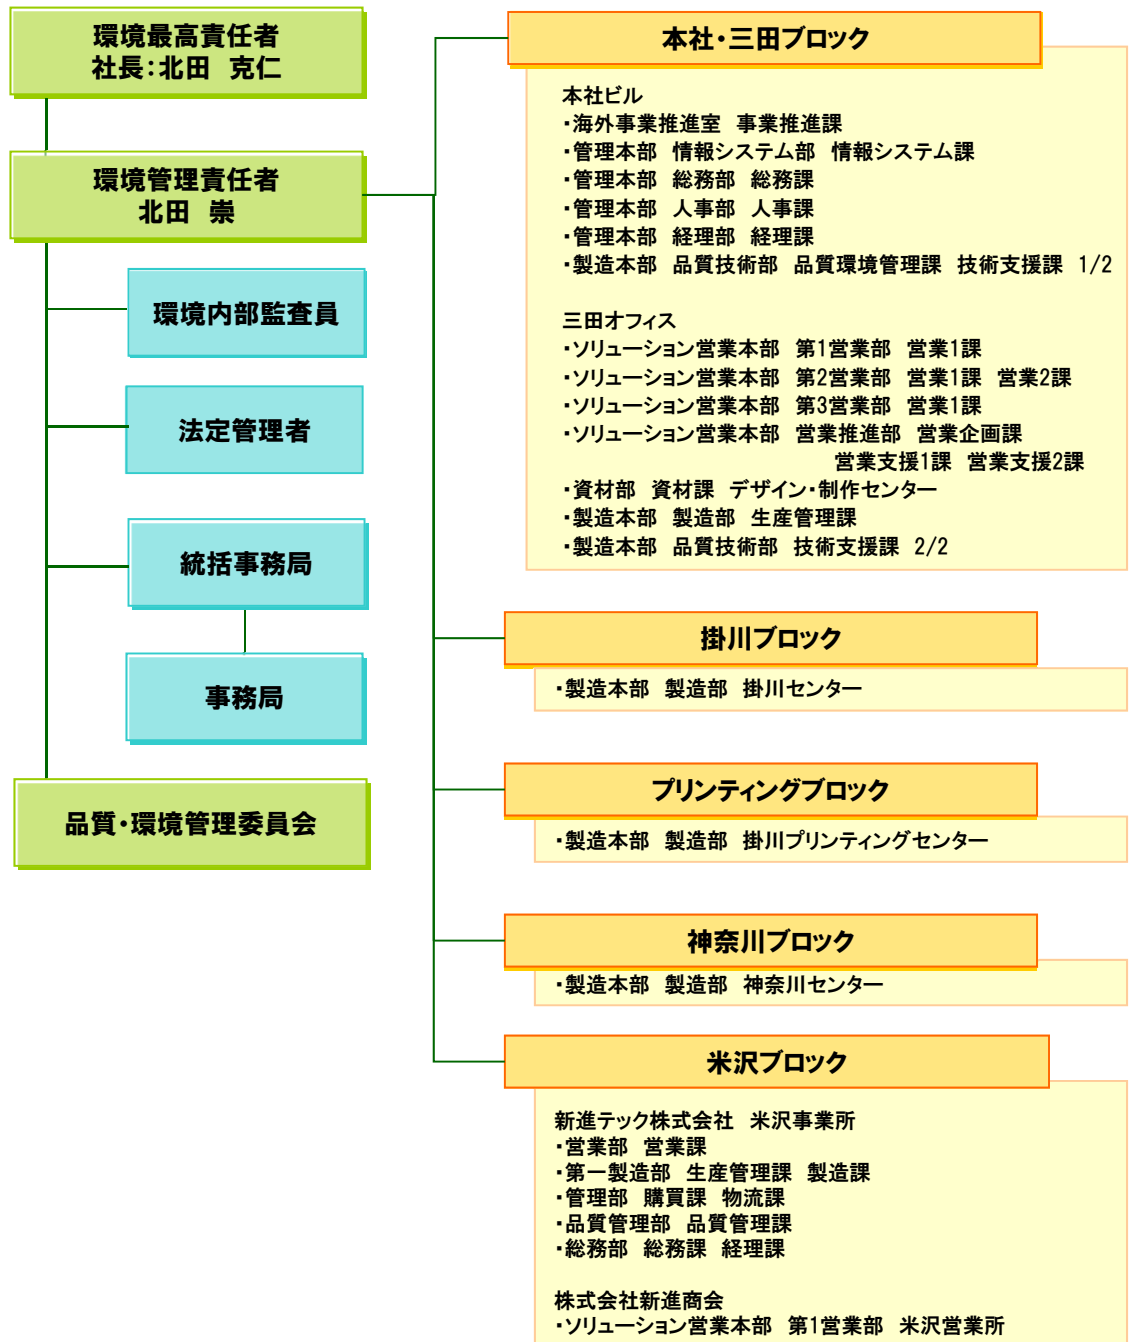 環境最高責任者
社長：北田　克仁
環境管理責任者
北田　崇
環境内部監査員
法定管理者
統括事務局
事務局
品質・環境管理委員会
本社・三田ブロック
本社ビル
・海外事業推進室　事業推進課
・管理本部　情報システム部　情報システム課
・管理本部　総務部　総務課
・管理本部　人事部　人事課
・管理本部　経理部　経理課
・製造本部　品質技術部　品質環境管理課　技術支援課　1/2
三田オフィス
・ソリューション営業本部　第1営業部　営業1課
・ソリューション営業本部　第2営業部　営業1課　営業2課
・ソリューション営業本部　第3営業部　営業1課
・ソリューション営業本部　営業推進部　営業企画課
営業支援1課　営業支援2課
・資材部　資材課　デザイン・制作センター
・製造本部　製造部　生産管理課
・製造本部　品質技術部　技術支援課　2/2
掛川ブロック
・製造本部　製造部　掛川センター
プリンティングブロック
・製造本部　製造部　掛川プリンティングセンター
神奈川ブロック
・製造本部　製造部　神奈川センター
米沢ブロック
新進テック株式会社　米沢事業所
・営業部　営業課
・第一製造部　生産管理課　製造課
・管理部　購買課　物流課
・品質管理部　品質管理課
・総務部　総務課　経理課
株式会社新進商会
・ソリューション営業本部　第1営業部　米沢営業所